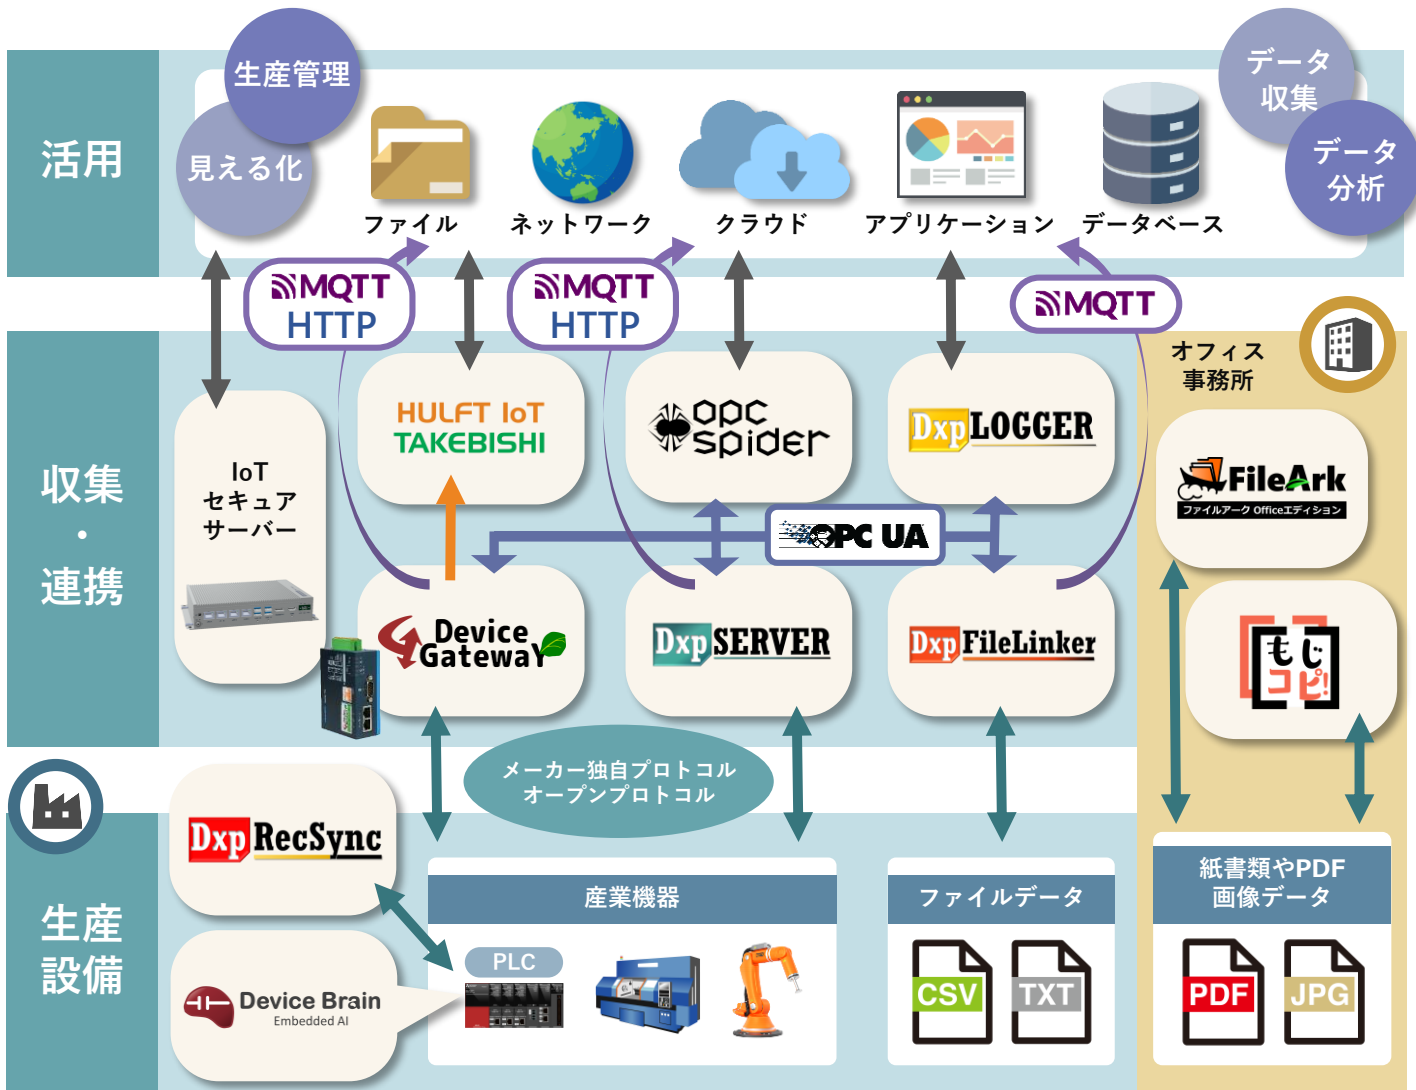 活用
生産管理
見える化
データ
収集
データ
分析
ファイル
ネットワーク
クラウド
アプリケーション
データベース
MQTT
HTTP
MQTT
HTTP
MQTT
収集
・
連携
IoT
セキュア
サーバー
HULFT IoT
TAKEBISHI
opc
spider
Dxp LOGGER
OPC UA
Device
Gateway
Dxp SERVER
Dxp FileLinker
オフィス
事務所
FileArk
ファイルアーク Officeエディション
もじ
コピ!
メーカー独自プロトコル
オープンプロトコル
生産
設備
Dxp RecSync
Device Brain
Embedded AI
産業機器
PLC
ファイルデータ
CSV
TXT
紙書類やPDF
画像データ
PDF
JPG